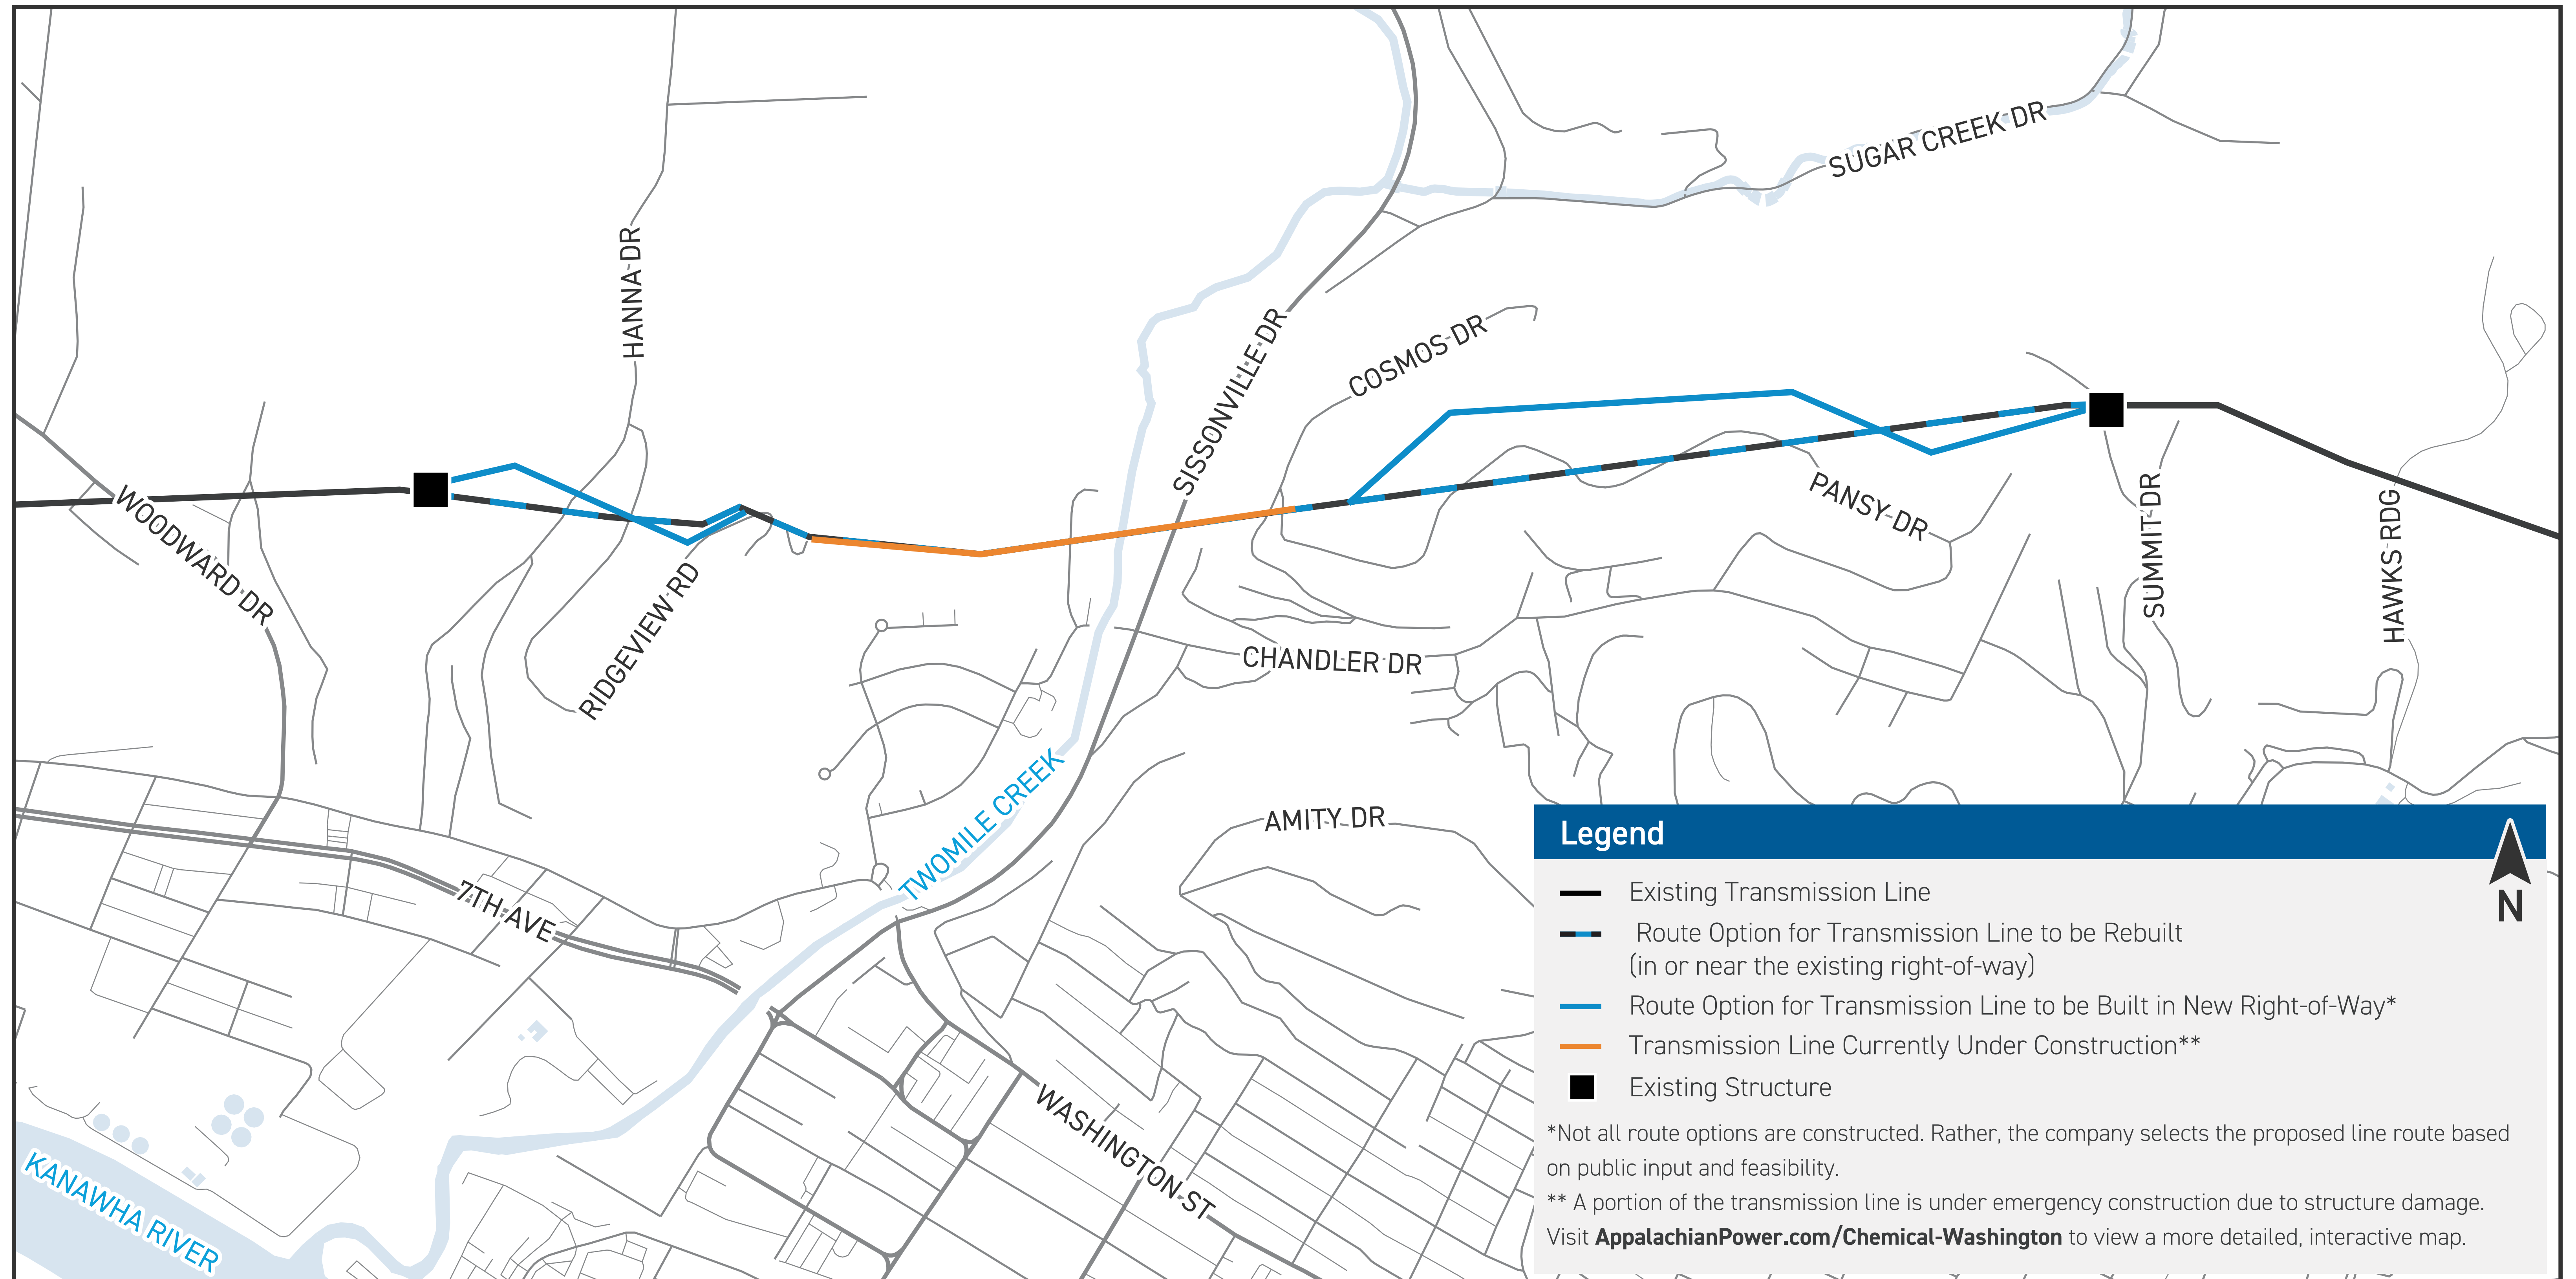 SUGAR CREEK DR
HANNA DR
SISSONVILLE DR
COSMOS DR
WOODWARD DR
PANSY DR
SUMMIT DR
HAWKS RDG
RIDGEVIEW RD
CHANDLER DR
TWOMILE CREEK
AMITY DR
7TH AVE
WASHINGTON ST
KANAWHA RIVER
Legend
N
Existing Transmission Line
Route Option for Transmission Line to be Rebuilt
(in or near the existing right-of-way)
Route Option for Transmission Line to be Built in New Right-of-Way*
Transmission Line Currently Under Construction**
Existing Structure
*Not all route options are constructed. Rather, the company selects the proposed line route based
on public input and feasibility.
** A portion of the transmission line is under emergency construction due to structure damage.
Visit AppalachianPower.com/Chemical-Washington to view a more detailed, interactive map.